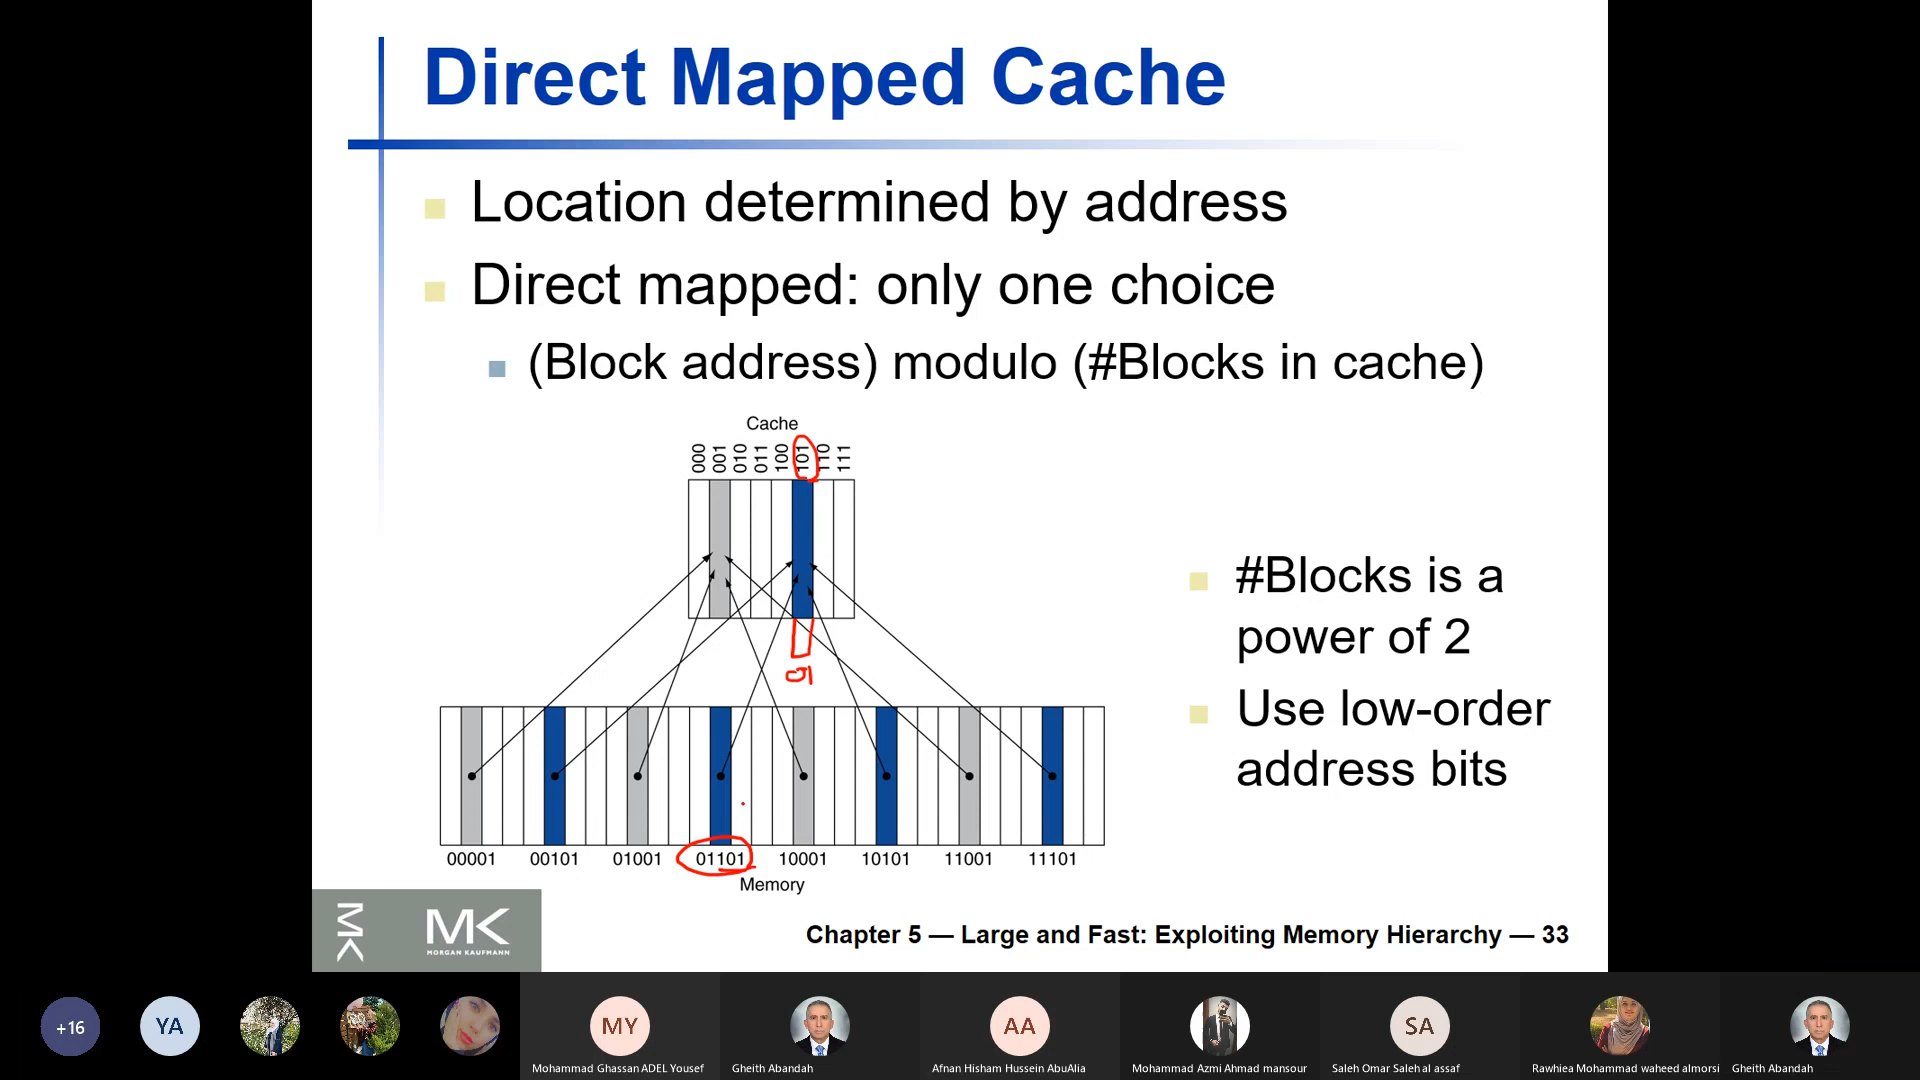 Direct Mapped Cache
Location determined by address
Direct mapped: only one choice
(Block address) modulo (#Blocks in cache)
Cache
000 001 010 011 100 101 110 111
01
#Blocks is a
power of 2
Use low-order
address bits
00001 00101 01001 01101 10001 10101 11001 11101
Memory
MK
MK
MORGAN KAUFMANN
Chapter 5 — Large and Fast: Exploiting Memory Hierarchy — 33
+16
YA
MY
AA
SA
Mohammad Ghassan ADEL Yousef
Gheith Abandah
Afnan Hisham Hussein AbuAlia
Mohammad Azmi Ahmad mansour
Saleh Omar Saleh al assaf
Rawhiea Mohammad waheed almorsi
Gheith Abandah